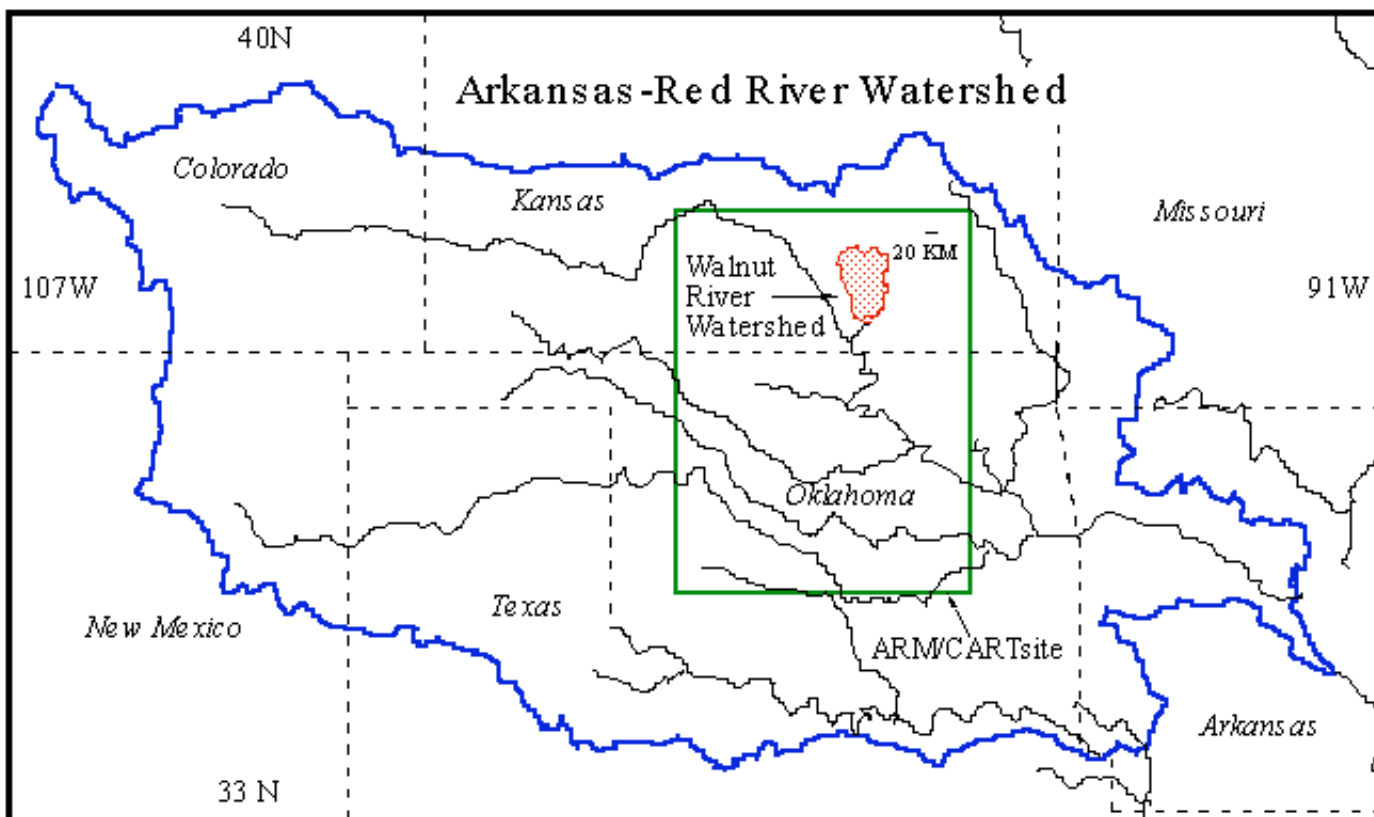 40N
Arkansas-Red River Watershed
Colorado
Kansas
Missouri
20 KM
Walnut
River
Watershed
107W
91W
Oklahoma
Texas
New Mexico
ARM/CARTsite
Arkansas
33 N